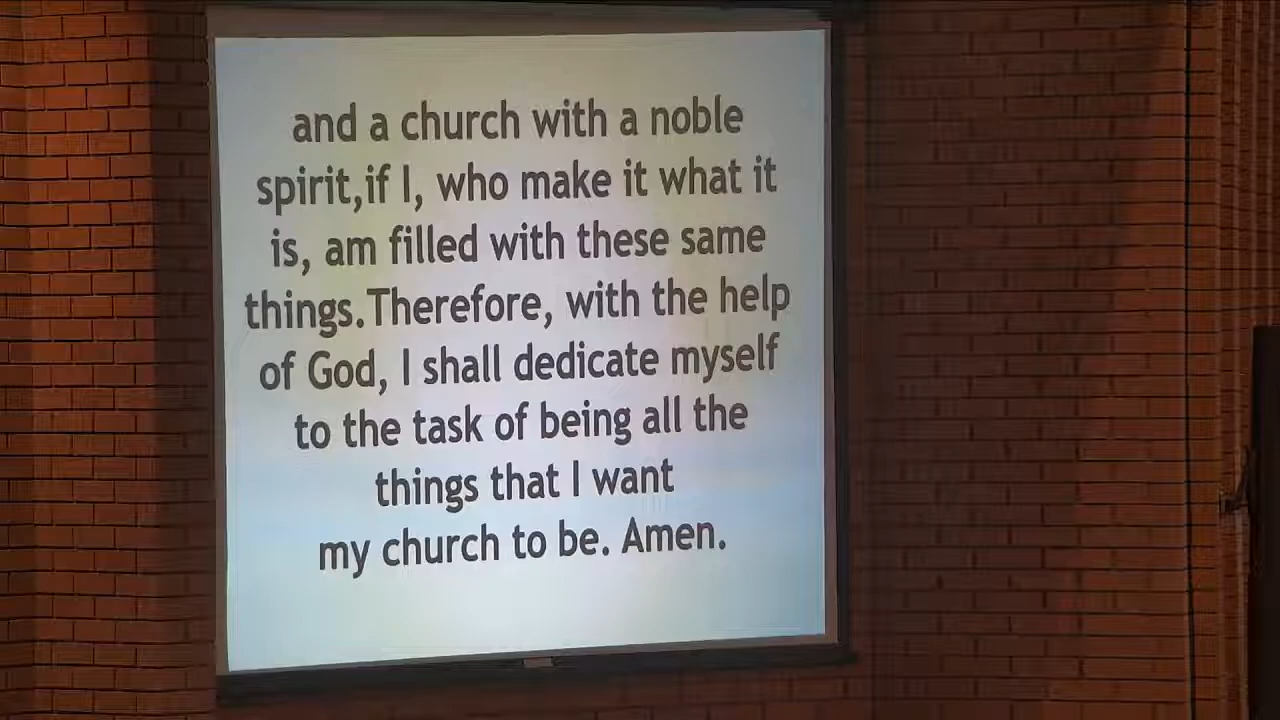 and a church with a noble
spirit,if I, who make it what it
is, am filled with these same
things.Therefore, with the help
of God, I shall dedicate myself
to the task of being all the
things that I want
my church to be. Amen.